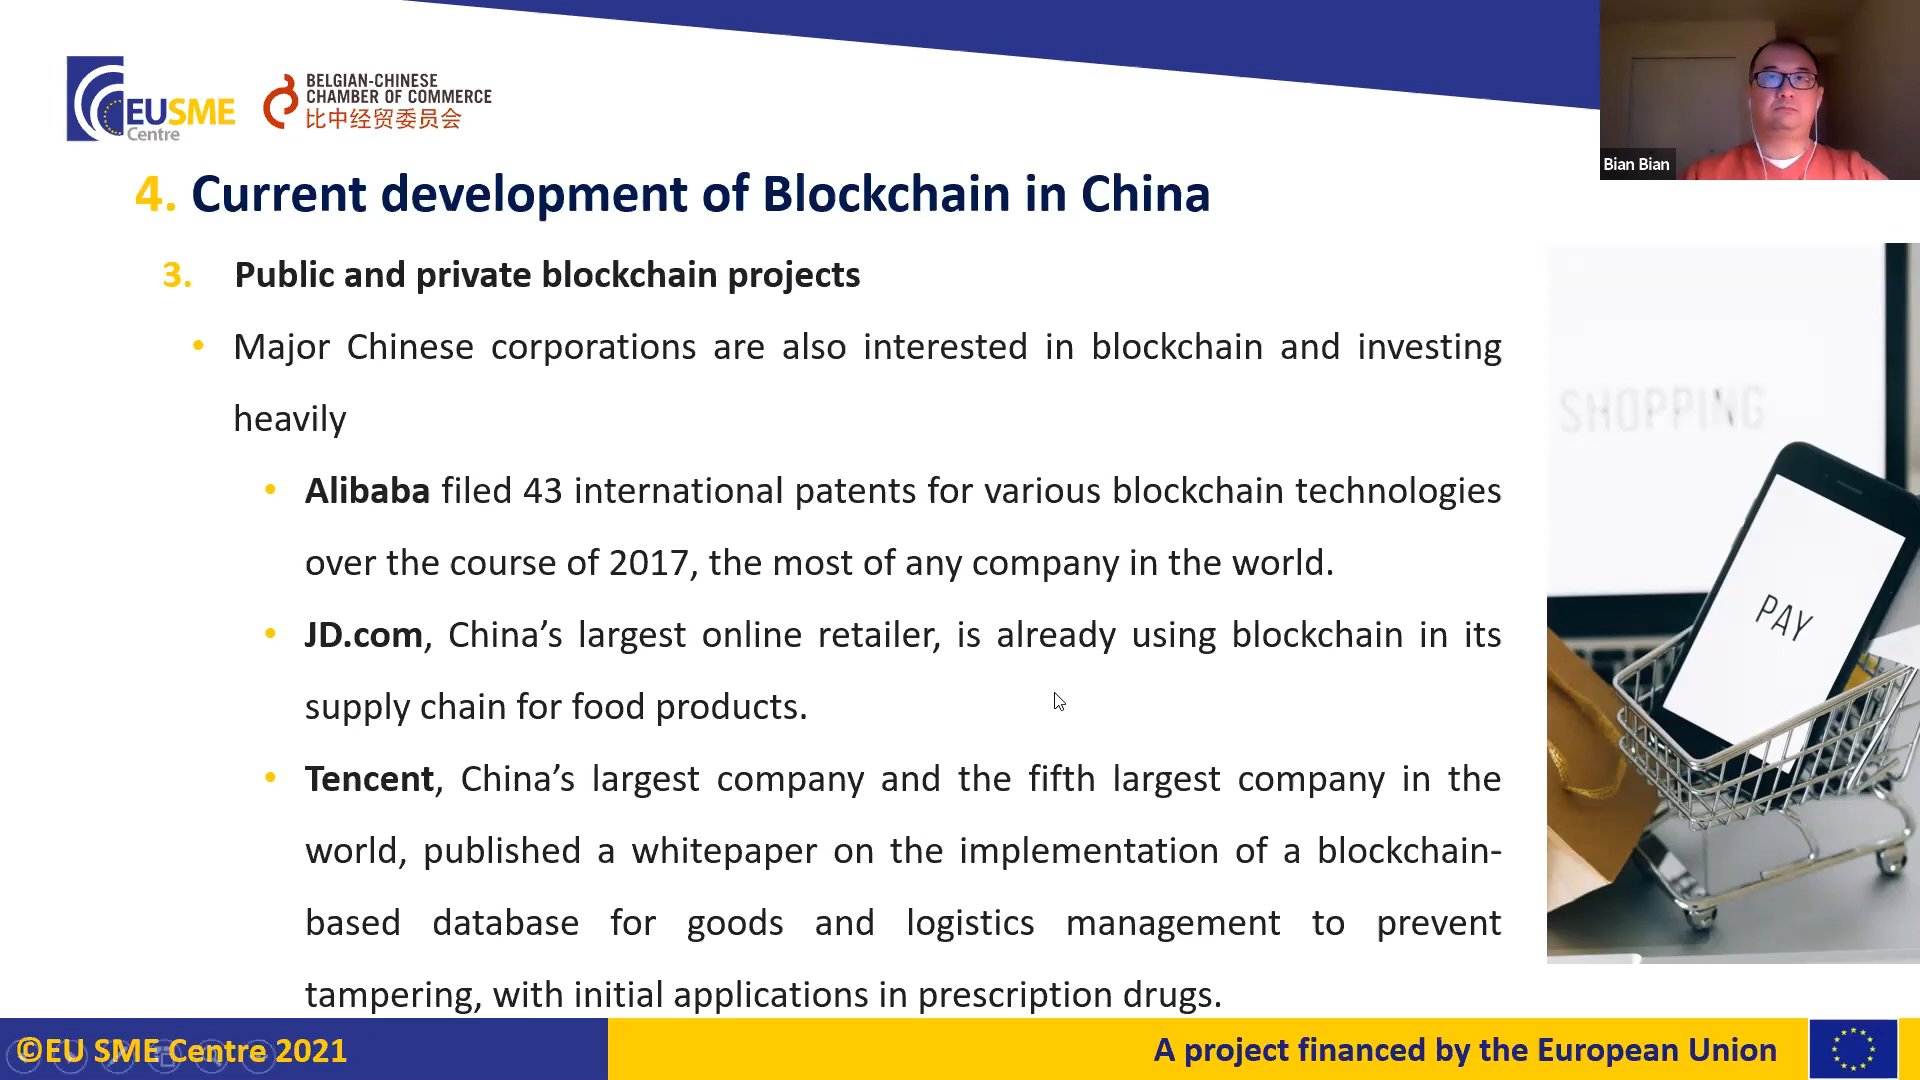 EUSME
Centre
BELGIAN-CHINESE
CHAMBER OF COMMERCE
比中经贸委员会
Bian Bian
4. Current development of Blockchain in China
3. Public and private blockchain projects
• Major Chinese corporations are also interested in blockchain and investing
heavily
• Alibaba filed 43 international patents for various blockchain technologies
over the course of 2017, the most of any company in the world.
• JD.com, China’s largest online retailer, is already using blockchain in its
supply chain for food products.
• Tencent, China’s largest company and the fifth largest company in the
world, published a whitepaper on the implementation of a blockchain-
based database for goods and logistics management to prevent
tampering, with initial applications in prescription drugs.
SHOPPING
PAY
©EU SME Centre 2021
A project financed by the European Union